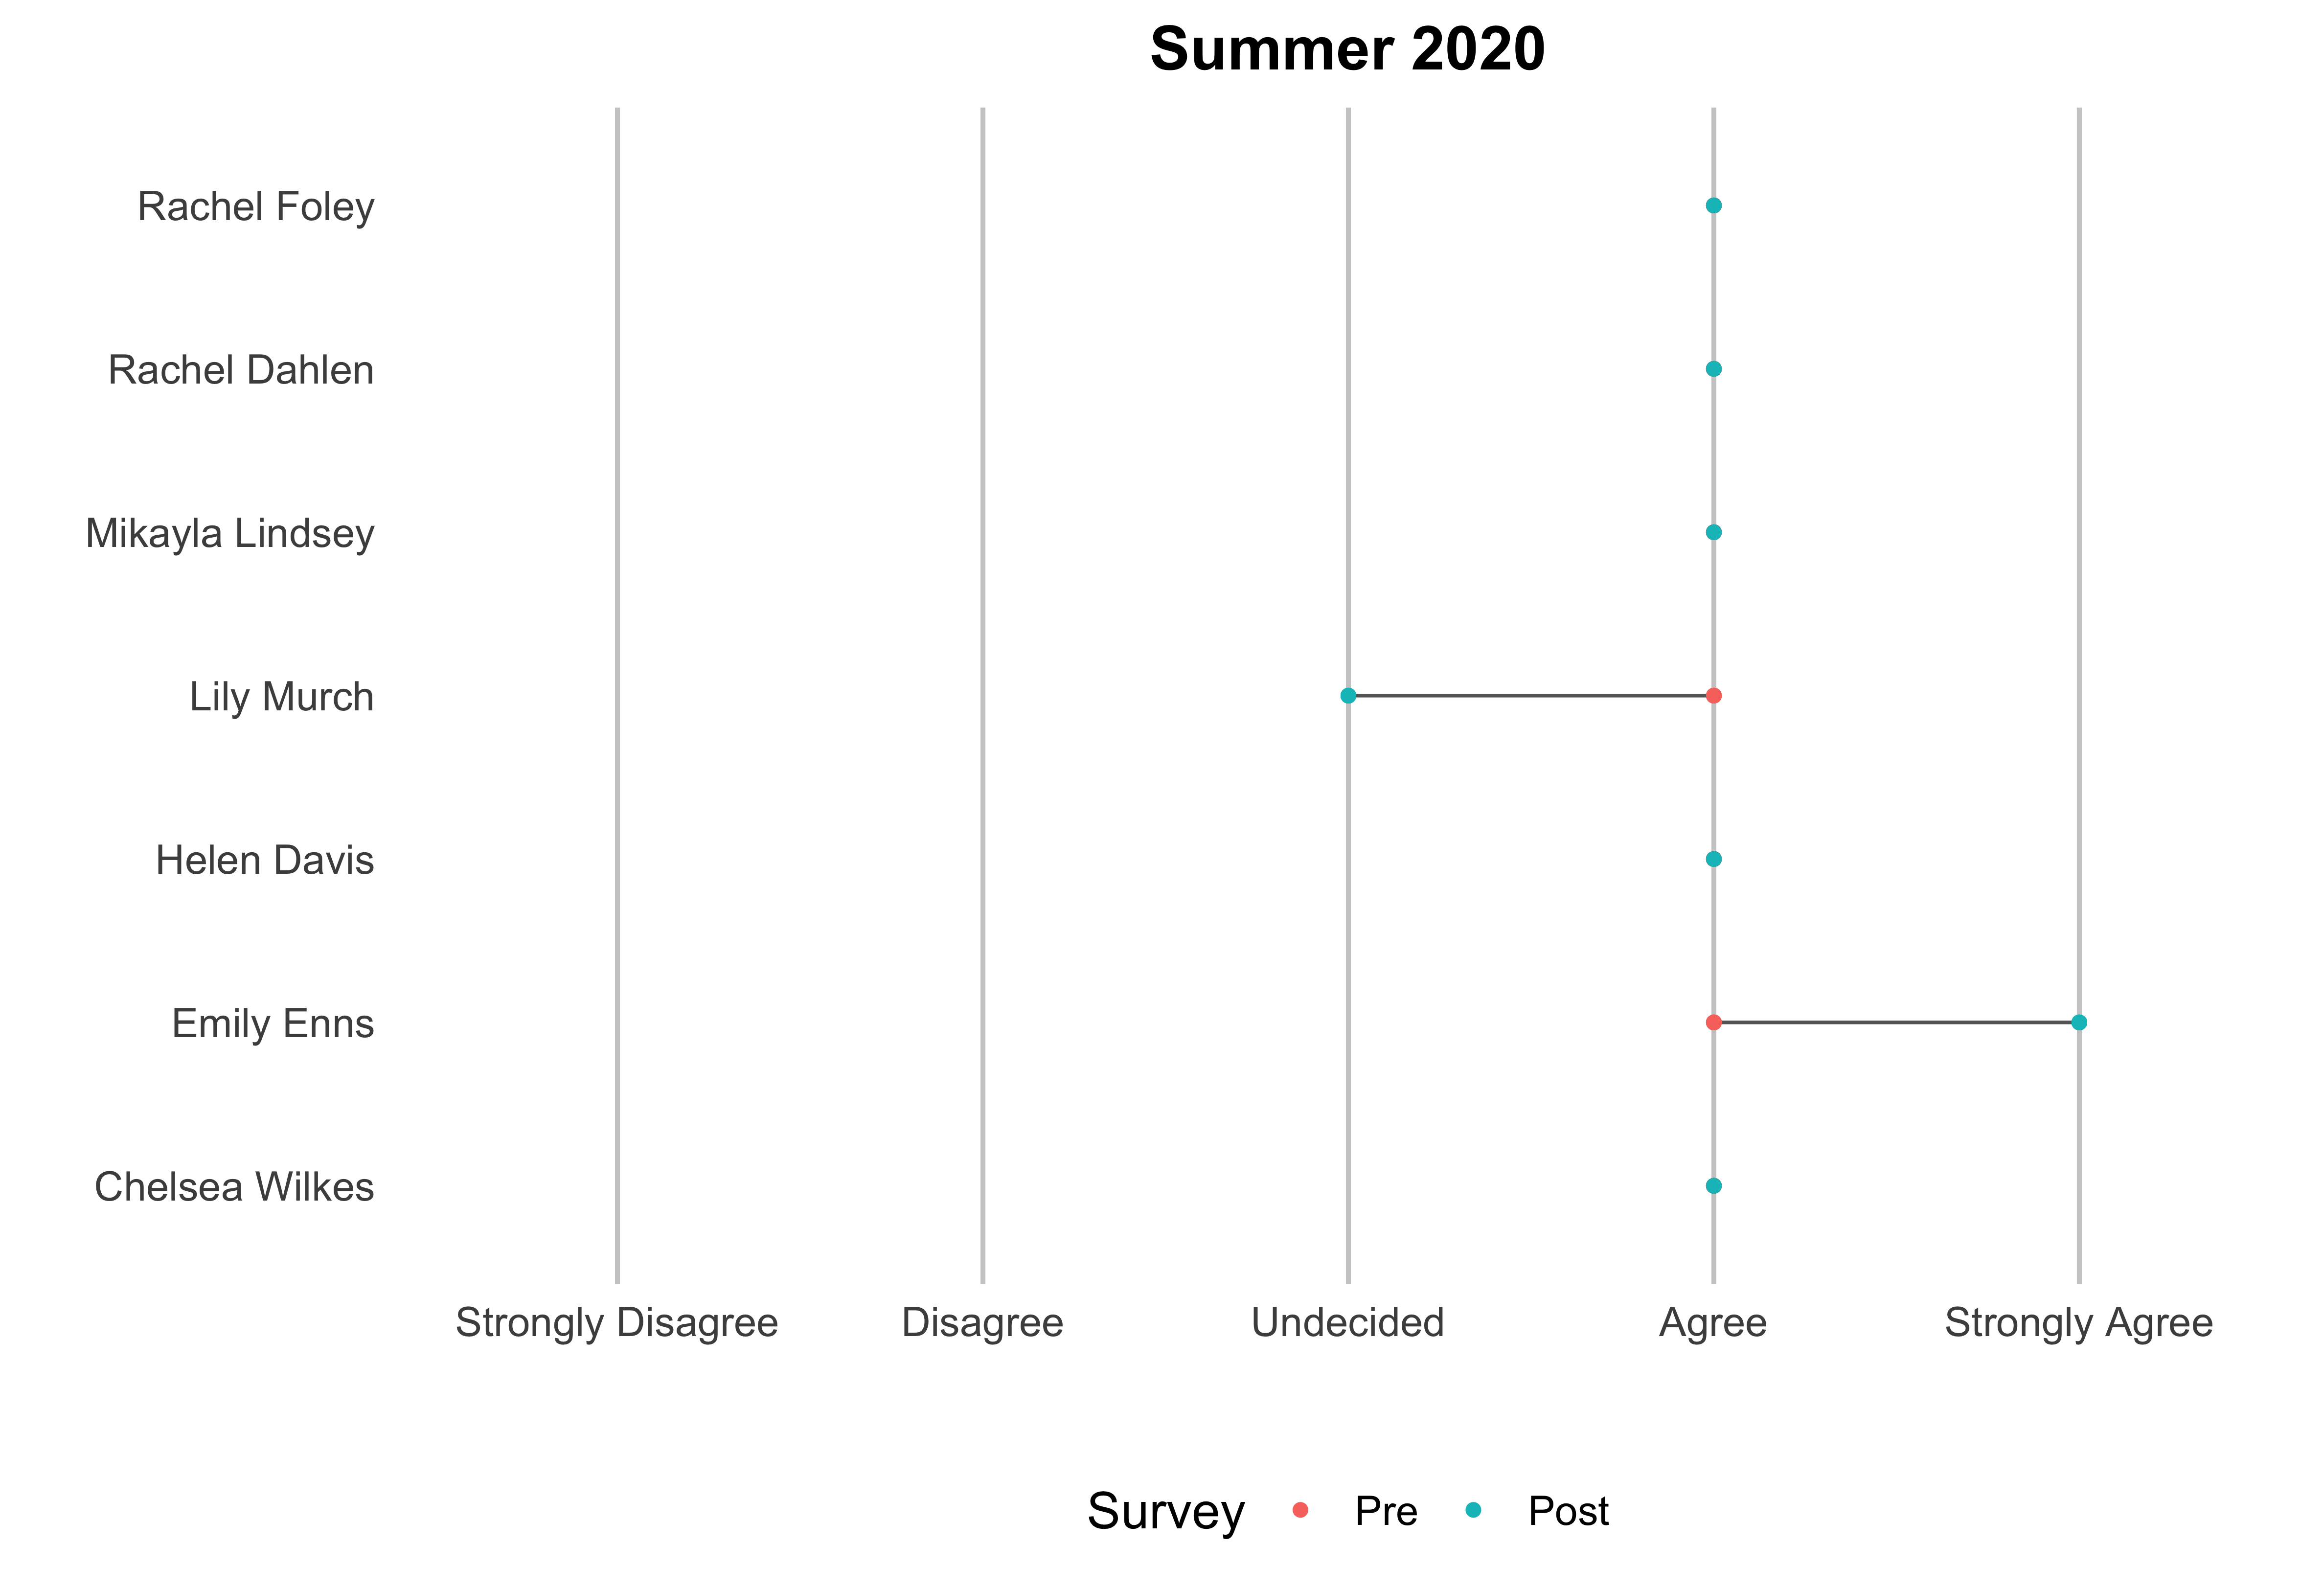 Summer 2020
Rachel Foley
Rachel Dahlen
Mikayla Lindsey
Lily Murch
Helen Davis
Emily Enns
Chelsea Wilkes
Strongly Disagree Disagree Undecided Agree Strongly Agree
Survey Pre Post